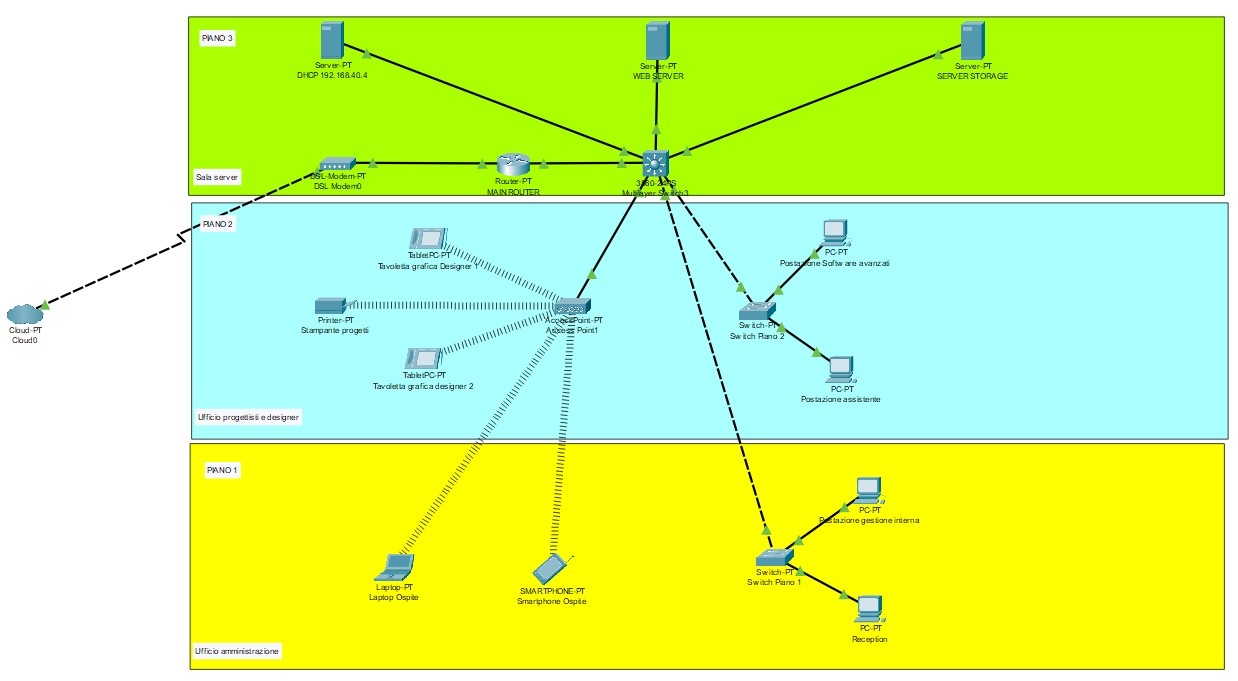 PIANO 3
Server-PT
DHCP 192.168.40.4
Server-PT
WEB SERVER
Server-PT
SERVER STORAGE
Sala server
DSL-Modem-PT
DSL Modem0
Router-PT
MAIN ROUTER
3560-24PS
Multilayer Switch3
PIANO 2
TabletPC-PT
Tavoletta grafica Designer 1
PC-PT
Postazione Software avanzati
Cloud-PT
Cloud0
Printer-PT
Stampante progetti
AccessPoint-PT
Access Point1
Switch-PT
Switch Piano 2
TabletPC-PT
Tavoletta grafica designer 2
PC-PT
Postazione assistente
Ufficio progettisti e designer
PIANO 1
PC-PT
Postazione gestione interna
Laptop-PT
Laptop Ospite
SMARTPHONE-PT
Smartphone Ospite
Switch-PT
Switch Piano 1
PC-PT
Reception
Ufficio amministrazione